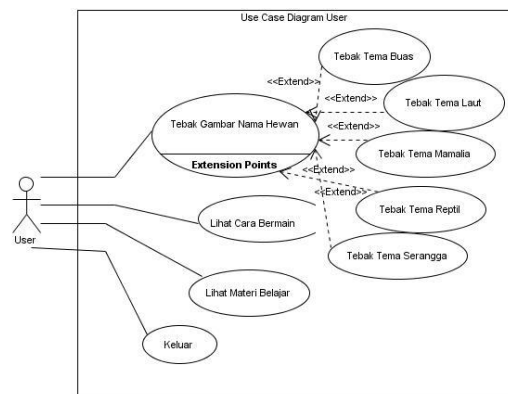 Use Case Diagram User
Tebak Tema Buas
<<Extend>>
<<Extend>>
Tebak Tema Laut
Tebak Gambar Nama Hewan
<<Extend>>
Tebak Tema Mamalia
Extension Points
<<Extend>>
<<Extend>>
Tebak Tema Reptil
User
Lihat Cara Bermain
Tebak Tema Serangga
Lihat Materi Belajar
Keluar